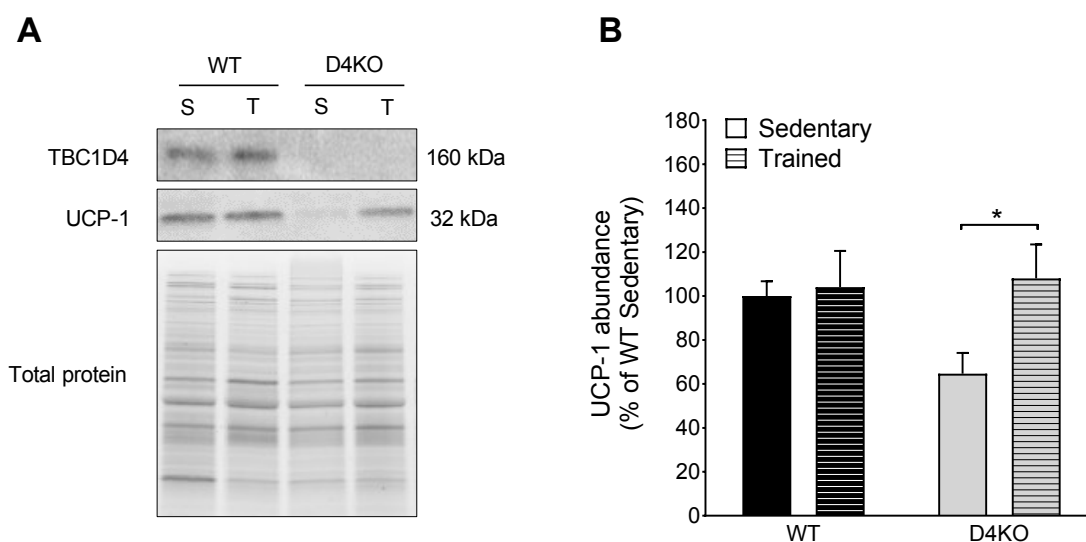 A
WT D4KO
S T S T
TBC1D4 160 kDa
UCP-1 32 kDa
Total protein
B
UCP-1 abundance
(% of WT Sedentary)
180
160
140
120
100
80
60
40
20
0
Sedentary
Trained
*
WT D4KO